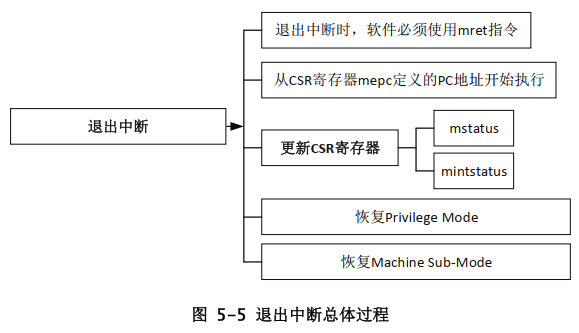 退出中断时，软件必须使用mret指令
从CSR寄存器mepc定义的PC地址开始执行
退出中断
更新CSR寄存器
mstatus
mintstatus
恢复Privilege Mode
恢复Machine Sub-Mode
图 5-5 退出中断总体过程